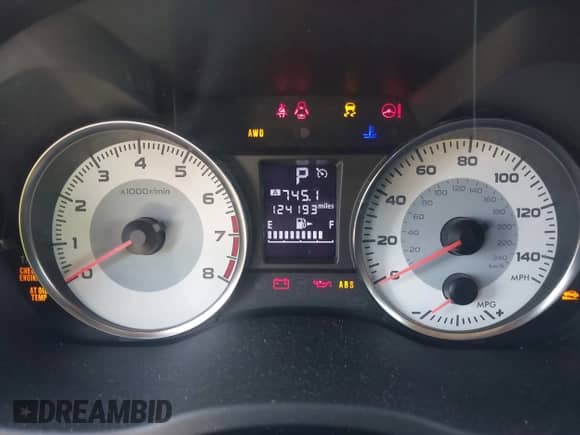 AWD
x1000r/min
0 1 2 3 4 5 6 7 8
P
A 745.1
124193 miles
E F
CHECK ENGINE
AT OIL TEMP
ABS
80
60 100
40 120
20 140
0
MPH
km/h
MPG
- +
DREAMBID